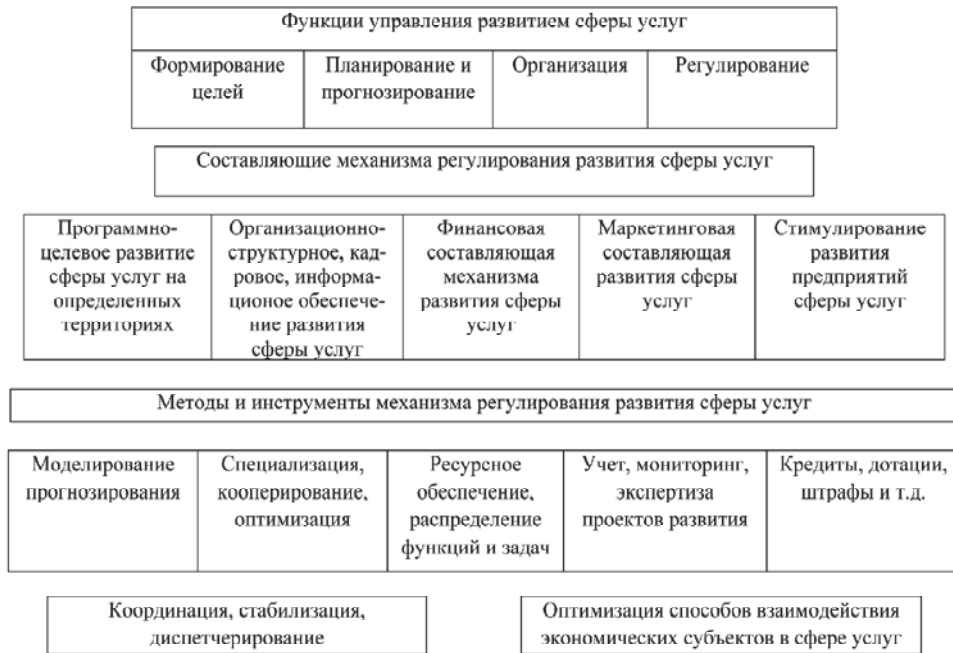 Функции управления развитием сферы услуг
Формирование
целей
Планирование и
прогнозирование
Организация
Регулирование
Составляющие механизма регулирования развития сферы услуг
Программно-
целевое развитие
сферы услуг на
определенных
территориях
Организационно-
структурное, кад-
ровое, информа-
ционое обеспече-
ние развития
сферы услуг
Финансовая
составляющая
механизма
развития сферы
услуг
Маркетинговая
составляющая
развития сферы
услуг
Стимулирование
развития
предприятий
сферы услуг
Методы и инструменты механизма регулирования развития сферы услуг
Моделирование
прогнозирования
Специализация,
кооперирование,
оптимизация
Ресурсное
обеспечение,
распределение
функций и задач
Учет, мониторинг,
экспертиза
проектов развития
Кредиты, дотации,
штрафы и т.д.
Координация, стабилизация,
диспетчерирование
Оптимизация способов взаимодействия
экономических субъектов в сфере услуг